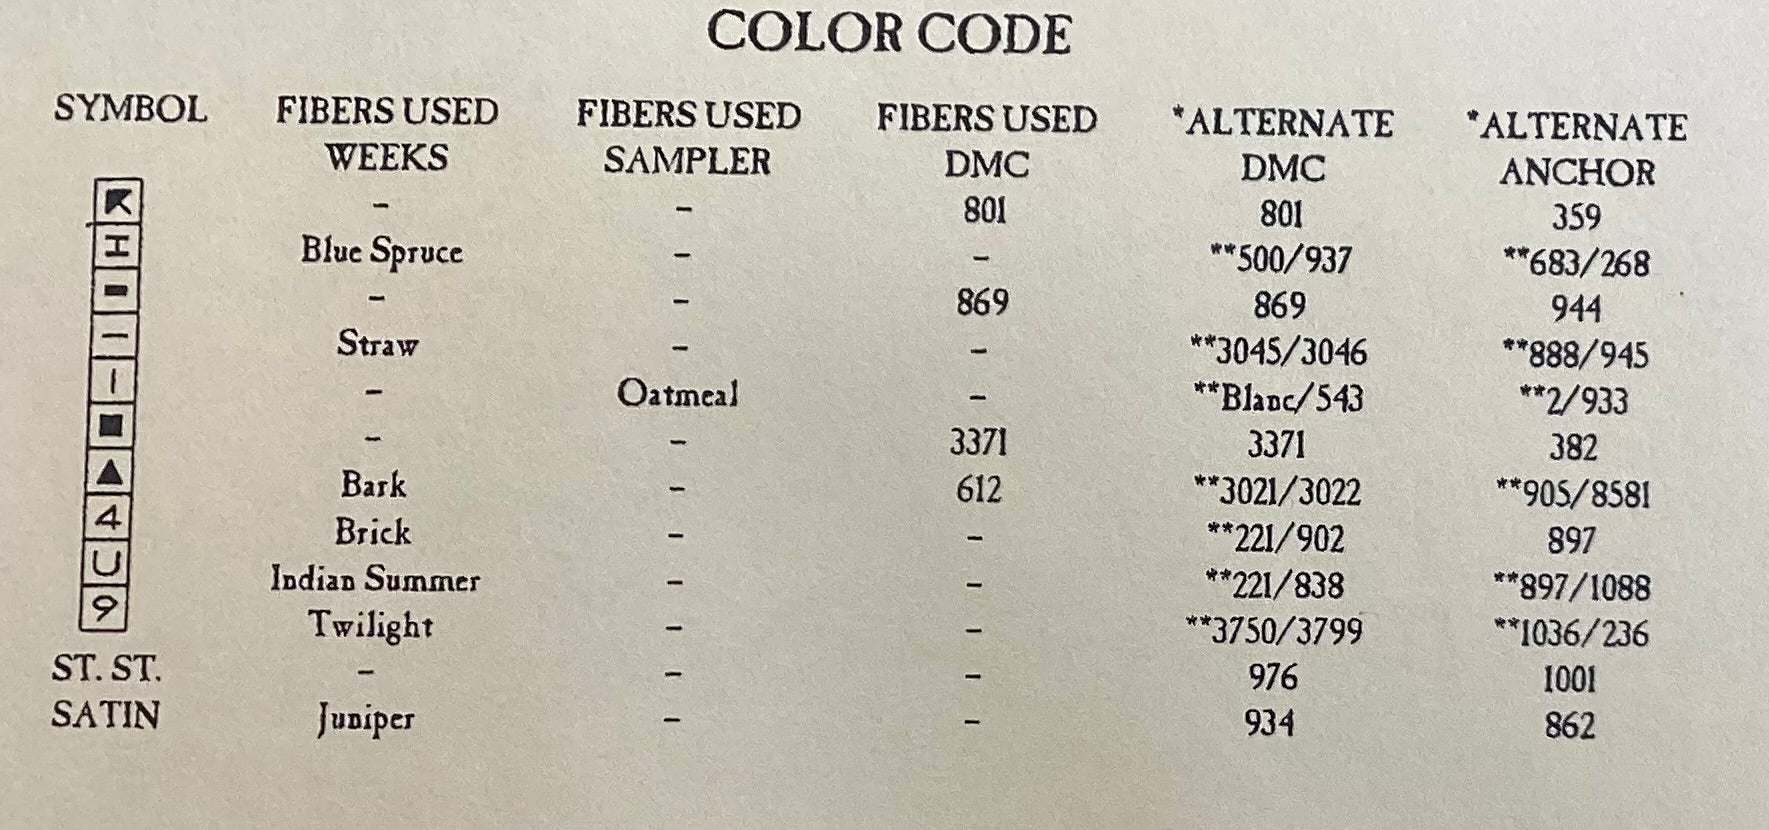 COLOR CODE
SYMBOL FIBERS USED WEEKS FIBERS USED SAMPLER FIBERS USED DMC *ALTERNATE DMC *ALTERNATE ANCHOR
- - 801 801 359
I Blue Spruce - - **500/937 **683/268
- - 869 869 944
– Straw - - **3045/3046 **888/945
| - Oatmeal - **Blanc/543 **2/933
■ - - 3371 3371 382
▲ Bark - 612 **3021/3022 **905/8581
4 Brick - - **221/902 897
U Indian Summer - - **221/838 **897/1088
9 Twilight - - **3750/3799 **1036/236
ST. ST. - - - 976 1001
SATIN Juniper - - 934 862